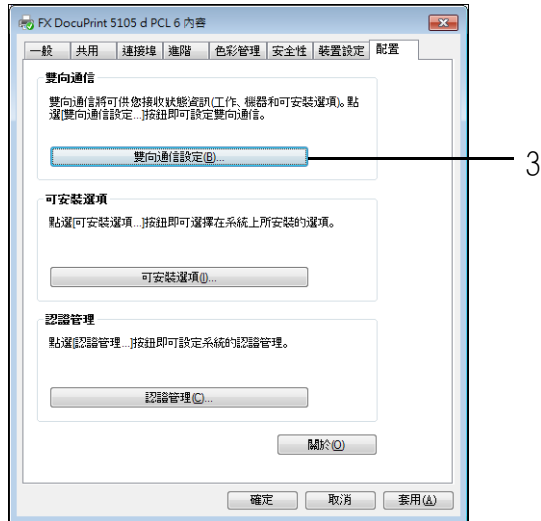 FX DocuPrint 5105 d PCL 6 內容
一般 共用 連接埠 進階 色彩管理 安全性 裝置設定 配置
雙向通信
雙向通信將可供您接收狀態資訊(工作、機器和可安裝選項)。點
選[雙向通信設定...]按鈕即可設定雙向通信。
雙向通信設定(B)...
3
可安裝選項
點選[可安裝選項...]按鈕即可選擇在系統上所安裝的選項。
可安裝選項(I)...
認證管理
點選[認證管理...]按鈕即可設定系統的認證管理。
認證管理(C)...
關於(O)
確定 取消 套用(A)